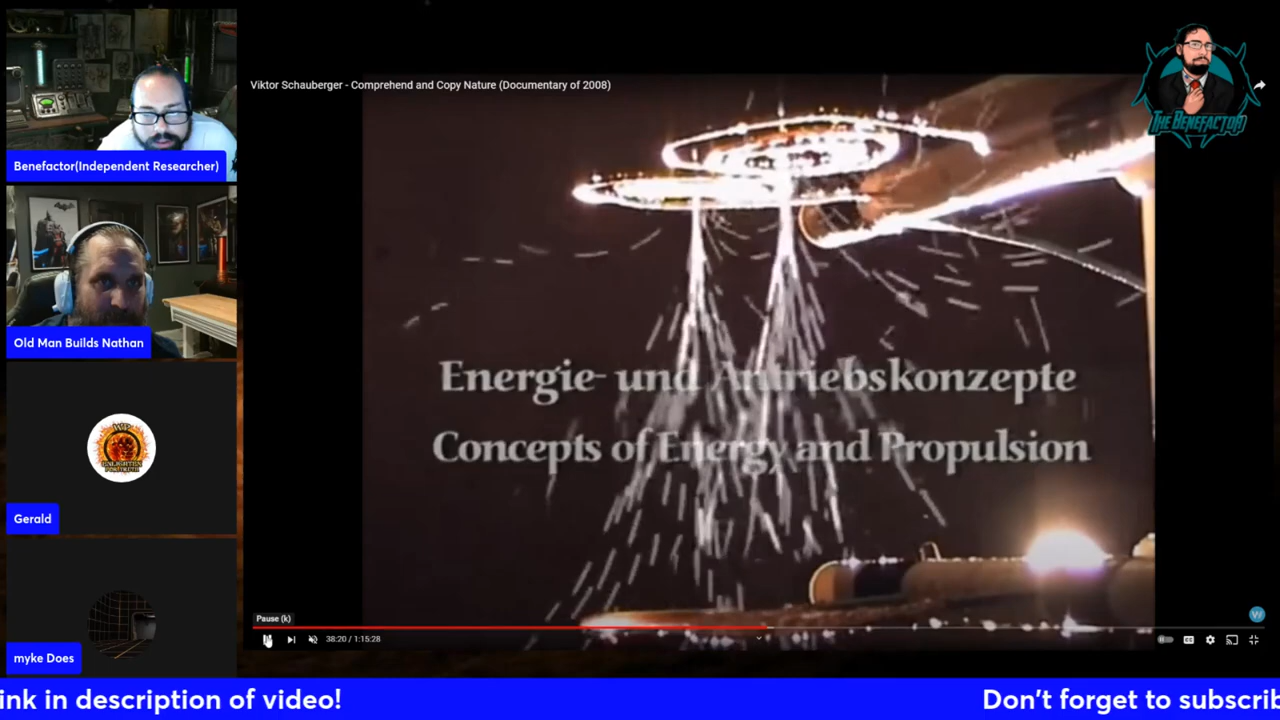 Viktor Schauberger - Comprehend and Copy Nature (Documentary of 2008)
THE BENEFACTOR
Benefactor(Independent Researcher)
Old Man Builds Nathan
Energie- und Antriebskonzepte
Concepts of Energy and Propulsion
Gerald
Pause (k)
38:20 / 1:15:28
myke Does
ink in description of video!
Don't forget to subscrib